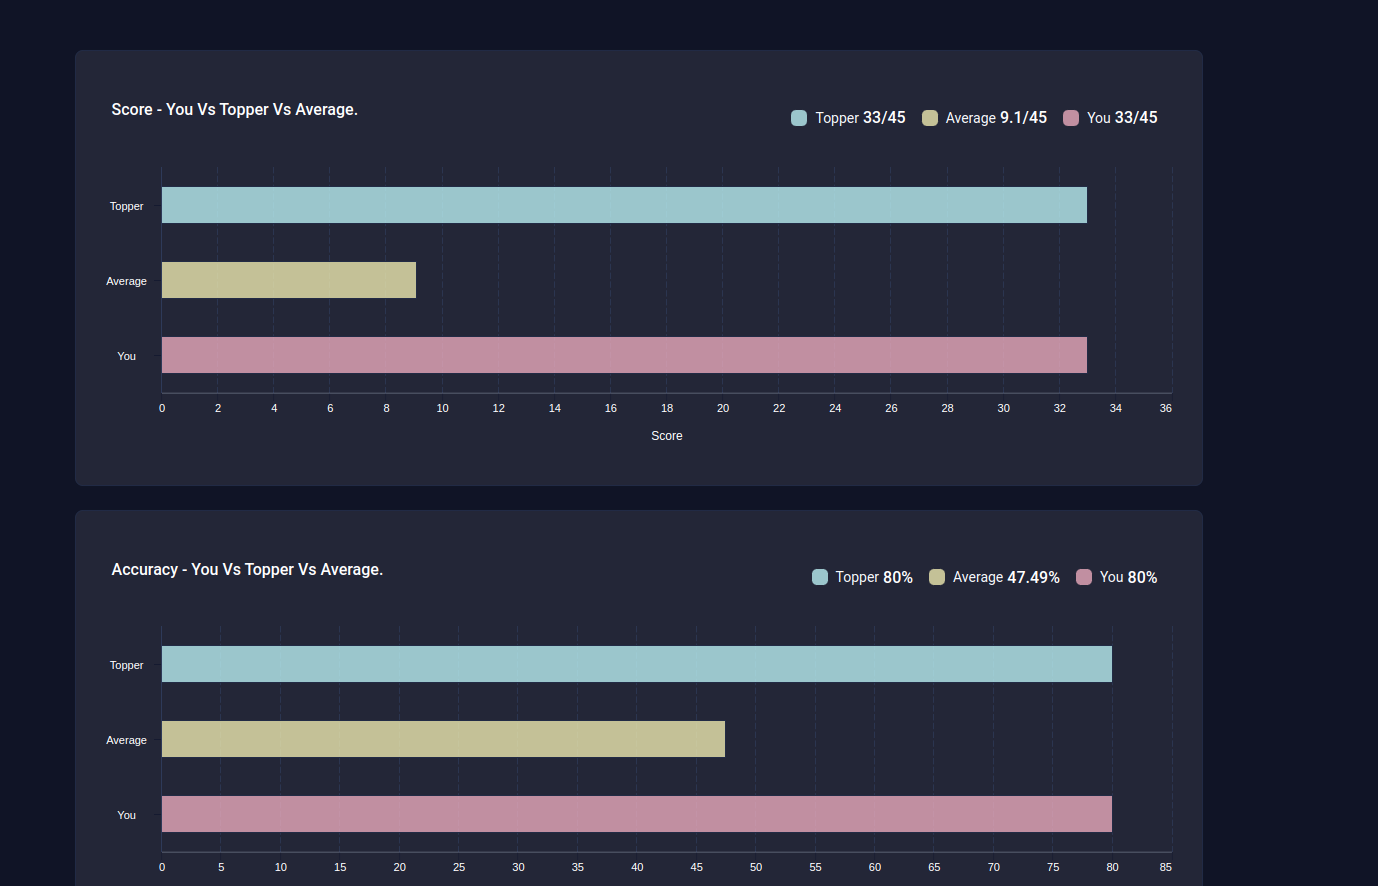 Score - You Vs Topper Vs Average.
Topper 33/45 Average 9.1/45 You 33/45
Topper
Average
You
0 2 4 6 8 10 12 14 16 18 20 22 24 26 28 30 32 34 36
Score
Accuracy - You Vs Topper Vs Average.
Topper 80% Average 47.49% You 80%
Topper
Average
You
0 5 10 15 20 25 30 35 40 45 50 55 60 65 70 75 80 85